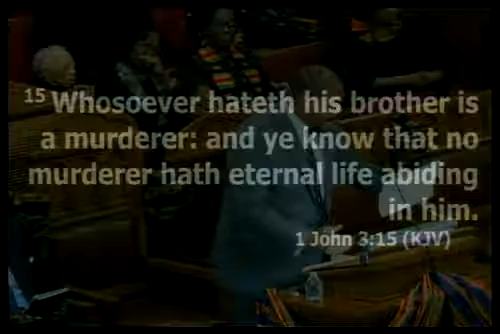 15 Whosoever hateth his brother is
a murderer: and ye know that no
murderer hath eternal life abiding
in him.
1 John 3:15 (KJV)